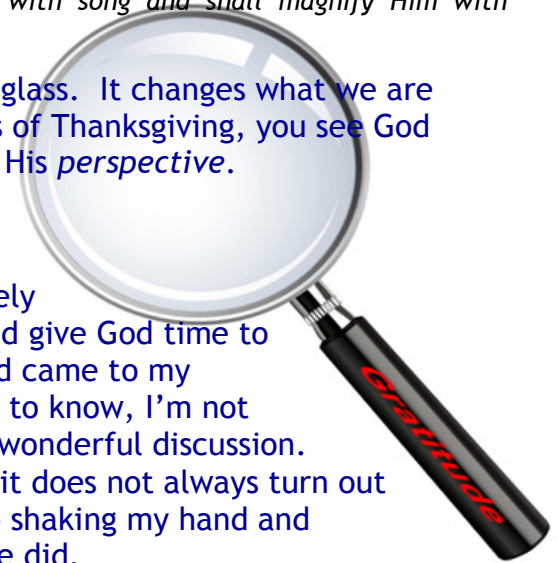 with song and shall magnify Him with
glass. It changes what we are
s of Thanksgiving, you see God
His perspective.
ely
d give God time to
d came to my
to know, I'm not
wonderful discussion.
it does not always turn out
shaking my hand and
e did.
Gratitude